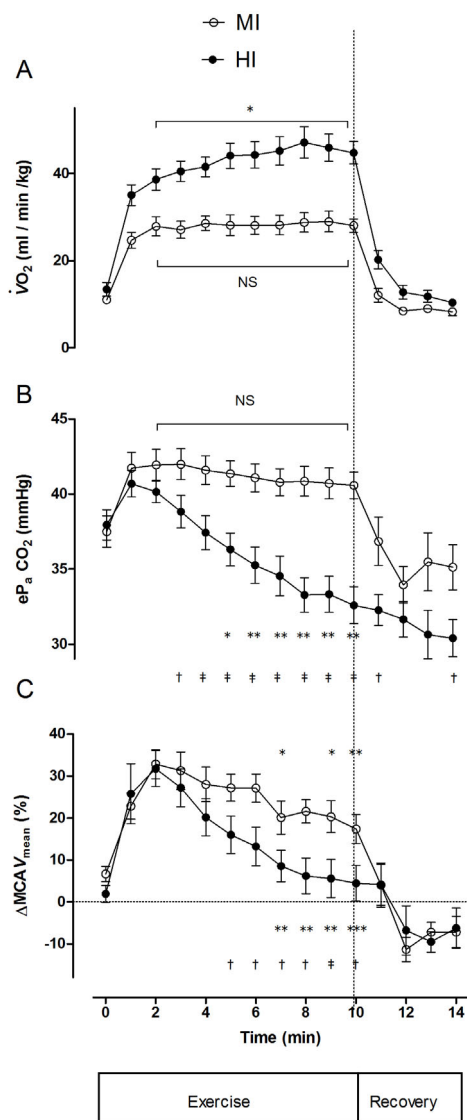 MI
HI
A
*
40
20
0
NS
V̇O₂ (ml / min /kg)
B
NS
45
40
35
30
ePₐ CO₂ (mmHg)
* ** ** ** ** **
† ‡ ‡ ‡ ‡ ‡ ‡ ‡ † †
C
40
30
20
10
0
-10
* * **
ΔMCAVmean (%)
** ** ** ***
† † † † ‡ †
0 2 4 6 8 10 12 14
Time (min)
Exercise Recovery